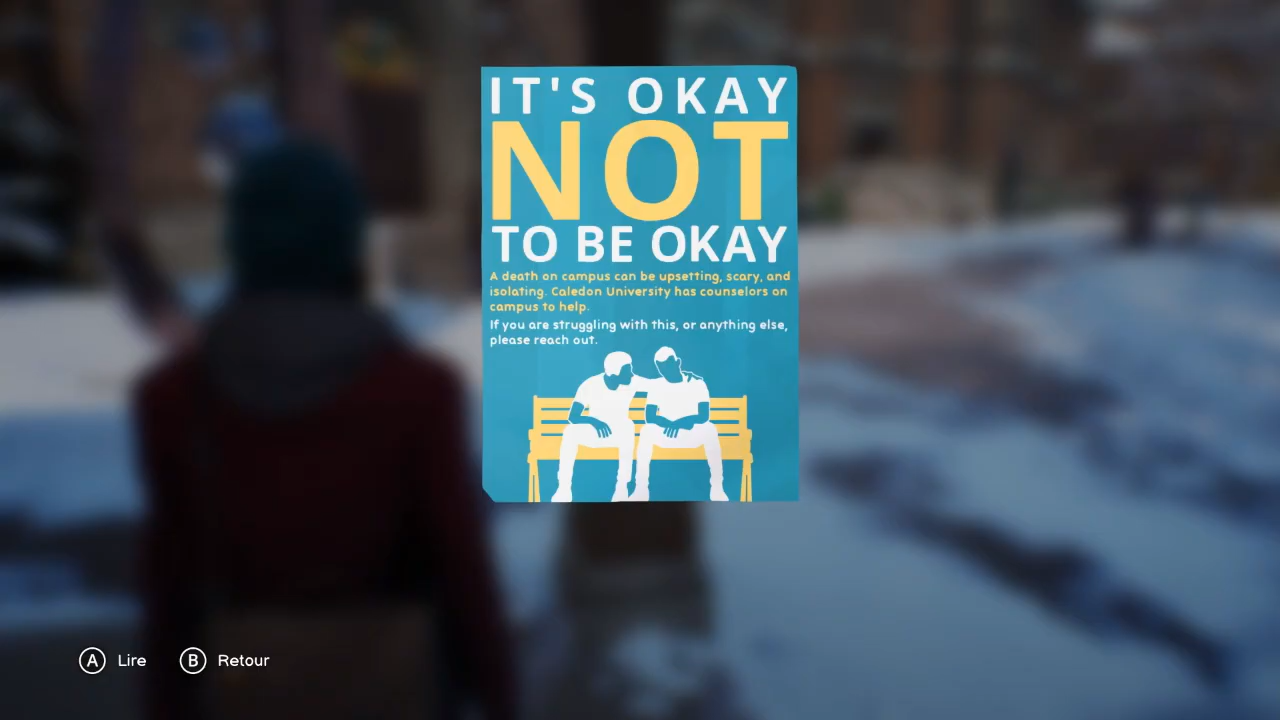 IT'S OKAY
NOT
TO BE OKAY
A death on campus can be upsetting, scary, and
isolating. Caledon University has counselors on
campus to help.
If you are struggling with this, or anything else,
please reach out.
A Lire B Retour